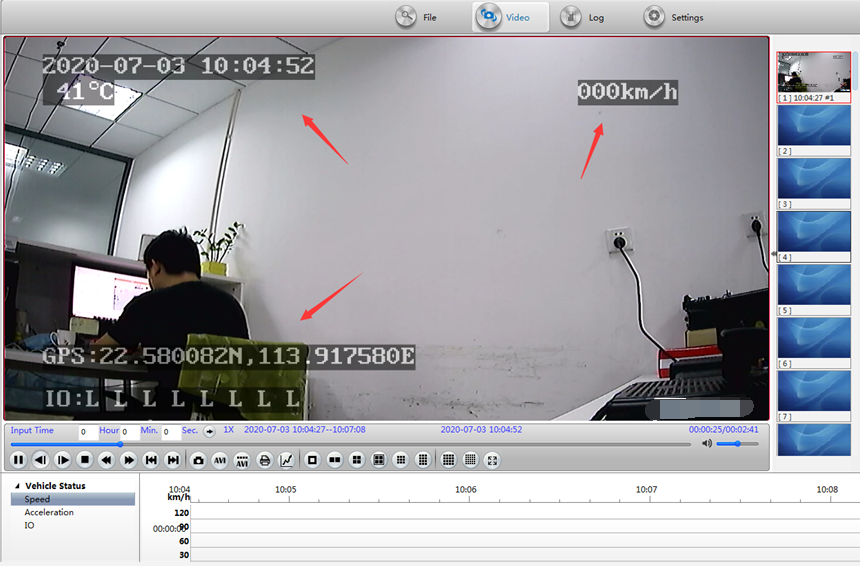 File Video Log Settings
2020-07-03 10:04:52
41°C
000km/h
GPS:22.580082N,113.917580E
IO:L L L L L L L L
[ 1 ] 10:04:27 #1
[ 2 ]
[ 3 ]
[ 4 ]
[ 5 ]
[ 6 ]
[ 7 ]
Input Time 0 Hour 0 Min. 0 Sec. 1X 2020-07-03 10:04:27--10:07:08 2020-07-03 10:04:52 00:00:25/00:02:41
AVI AVI
Vehicle Status
Speed
Acceleration
IO
10:04 10:05 10:06 10:07 10:08
km/h
120
90
00:00:00
60
30